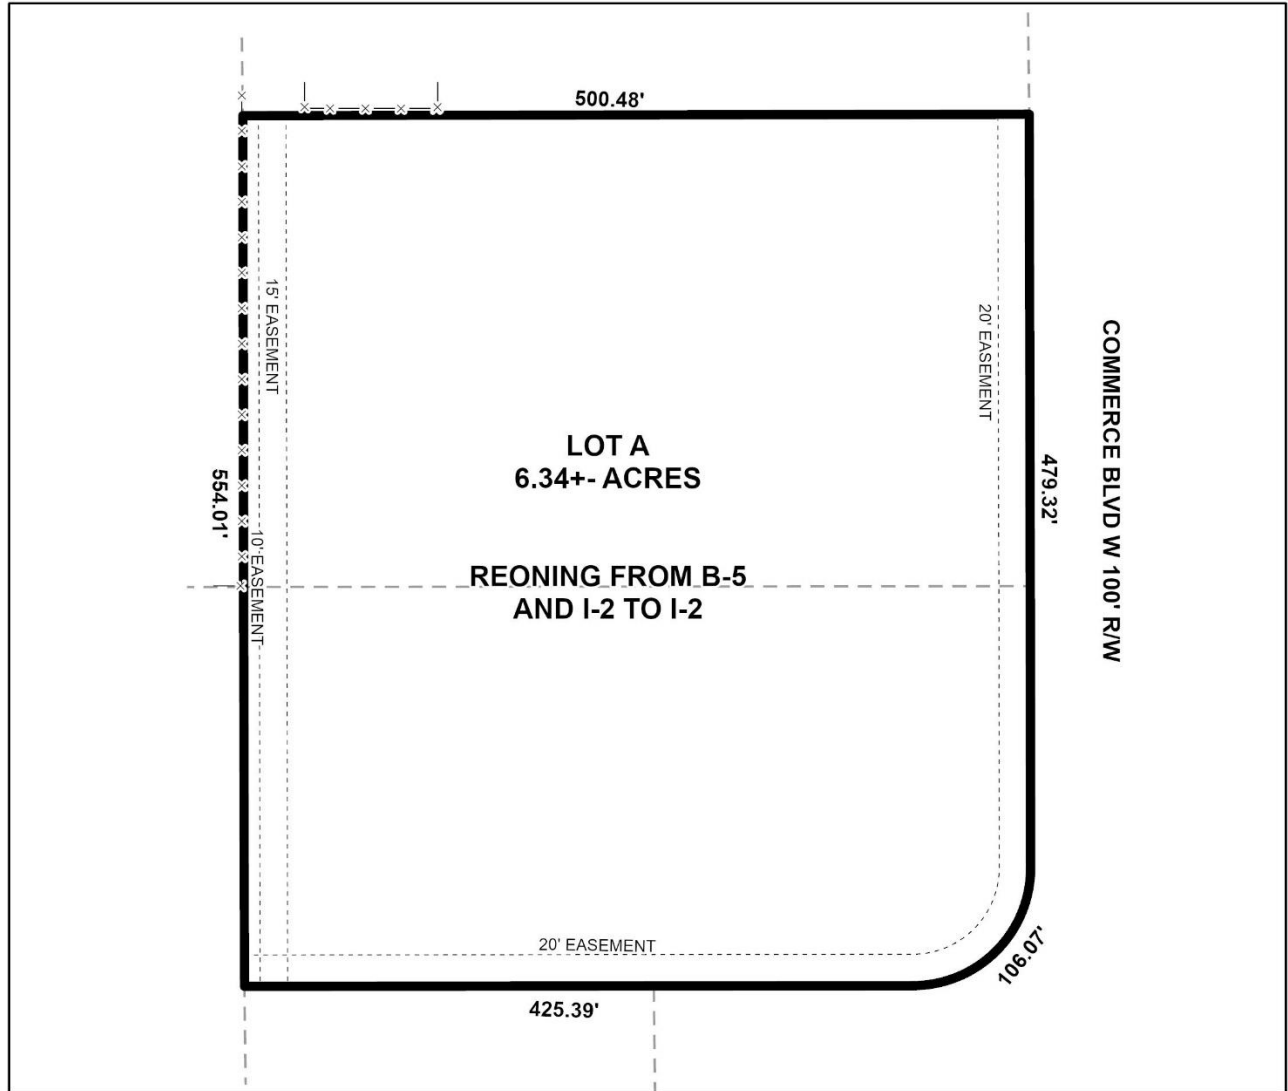 500.48'
15' EASEMENT
20' EASEMENT
COMMERCE BLVD W 100' R/W
LOT A
6.34+- ACRES
479.32'
554.01'
10' EASEMENT
REONING FROM B-5
AND I-2 TO I-2
20' EASEMENT
106.07'
425.39'